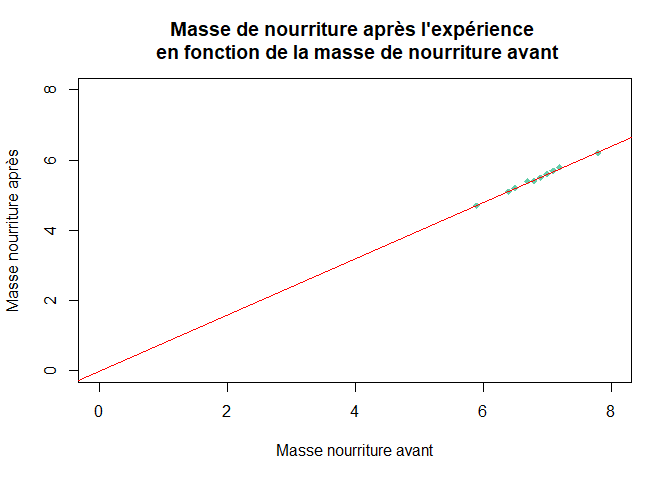 Masse de nourriture après l'expérience
en fonction de la masse de nourriture avant
Masse nourriture après
8
6
4
2
0
0 2 4 6 8
Masse nourriture avant